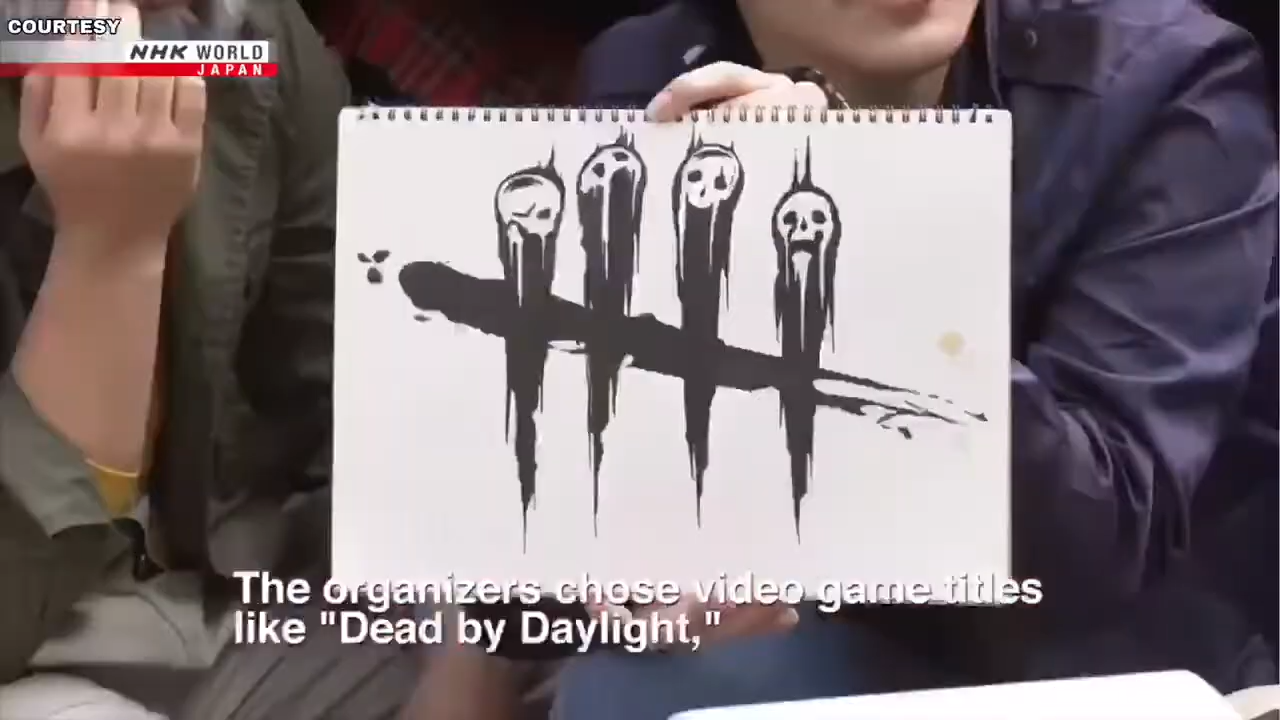 COURTESY
NHK WORLD
JAPAN
The organizers chose video game titles
like "Dead by Daylight,"